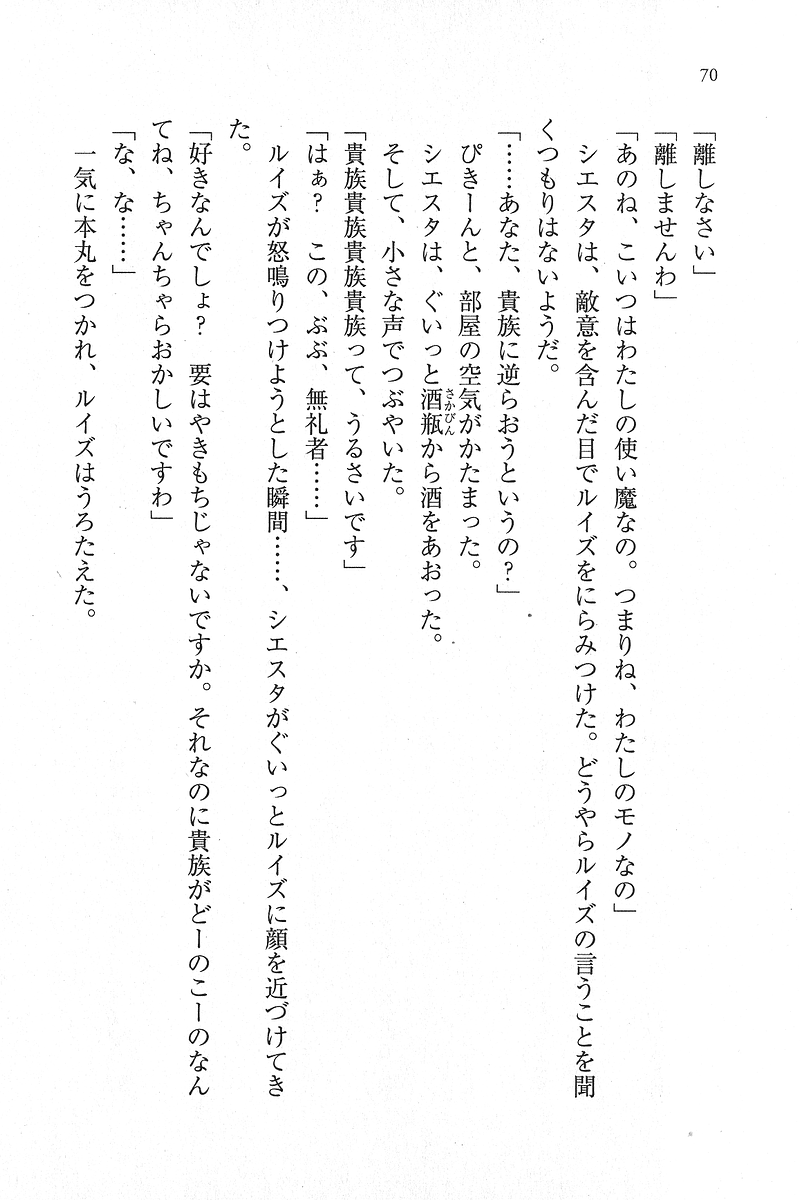 70
「離しなさい」
「離しませんわ」
「あのね、こいつはわたしの使い魔なの。つまりね、わたしのモノなの」
　シエスタは、敵意を含んだ目でルイズをにらみつけた。どうやらルイズの言うことを聞
くつもりはないようだ。
「……あなた、貴族に逆らおうというの？」
　ぴきーんと、部屋の空気がかたまった。
　シエスタは、ぐいっと酒瓶さかびんから酒をあおった。
　そして、小さな声でつぶやいた。
「貴族貴族貴族貴族って、うるさいです」
「はぁ？　この、ぶぶ、無礼者……」
　ルイズが怒鳴りつけようとした瞬間……、シエスタがぐいっとルイズに顔を近づけてき
た。
「好きなんでしょ？　要はやきもちじゃないですか。それなのに貴族がどーのこーのなん
てね、ちゃんちゃらおかしいですわ」
「な、な……」
　一気に本丸をつかれ、ルイズはうろたえた。